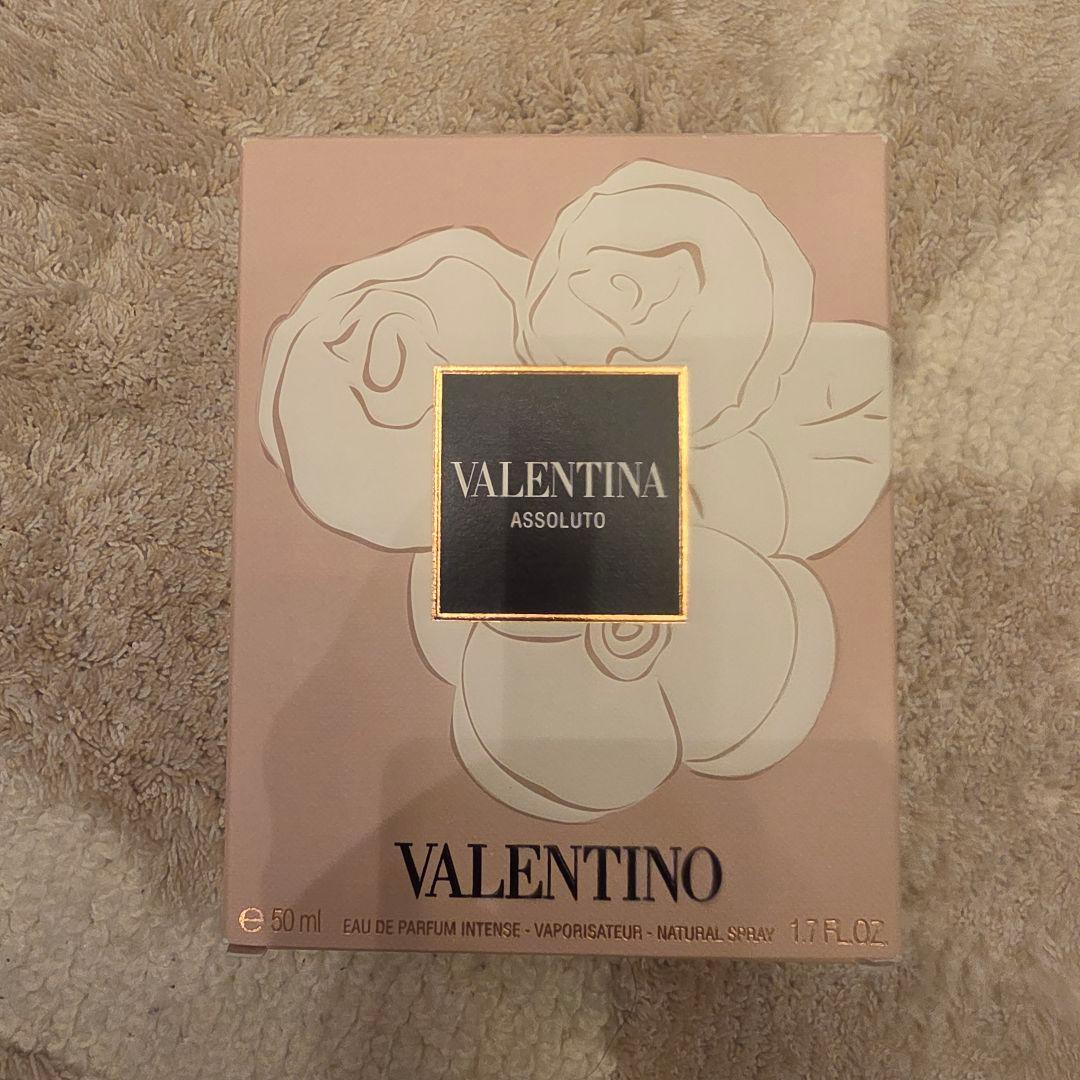 VALENTINA
ASSOLUTO
VALENTINO
℮ 50 ml EAU DE PARFUM INTENSE - VAPORISATEUR - NATURAL SPRAY 1.7 FL.OZ.